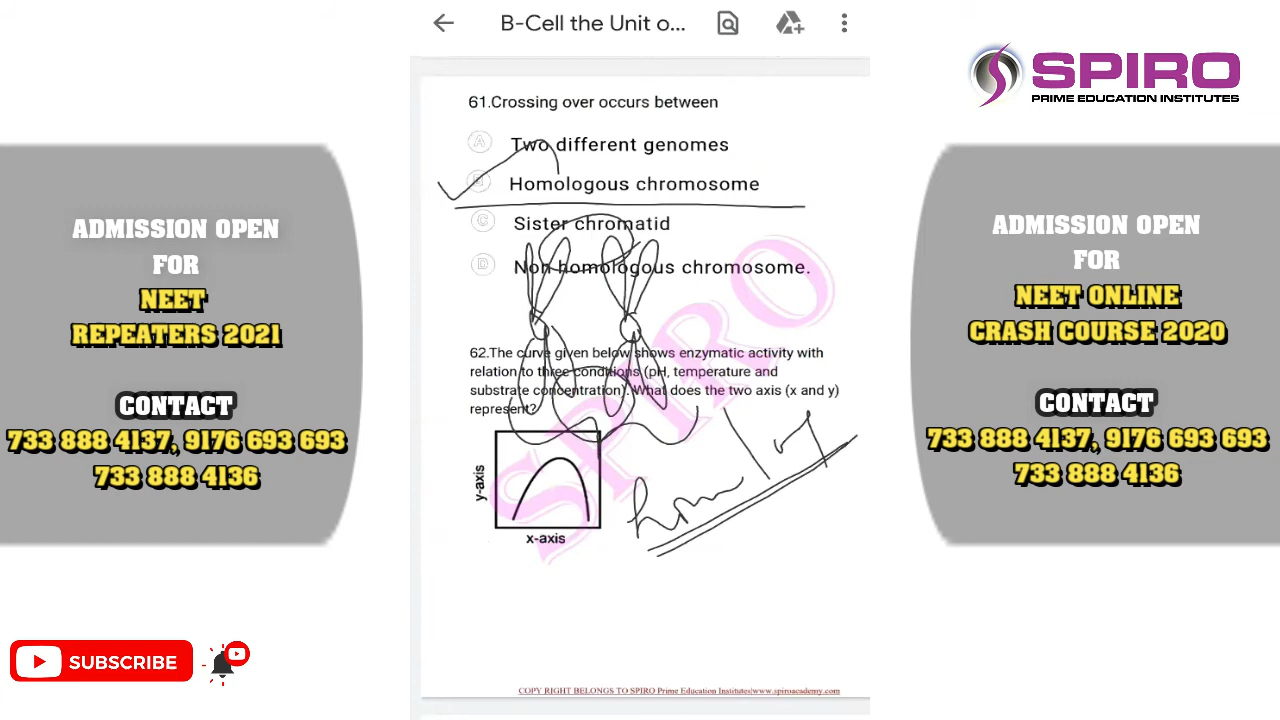 B-Cell the Unit o...
SPIRO
PRIME EDUCATION INSTITUTES
61.Crossing over occurs between
A Two different genomes
B Homologous chromosome
C Sister chromatid
D Non homologous chromosome.
ADMISSION OPEN
FOR
NEET
REPEATERS 2021
CONTACT
733 888 4137, 9176 693 693
733 888 4136
62.The curve given below shows enzymatic activity with
relation to three conditions (pH, temperature and
substrate concentration). What does the two axis (x and y)
represent?
y-axis
x-axis
SPIRO
ADMISSION OPEN
FOR
NEET ONLINE
CRASH COURSE 2020
CONTACT
733 888 4137, 9176 693 693
733 888 4136
SUBSCRIBE
COPY RIGHT BELONGS TO SPIRO Prime Education Institutes|www.spiroacademy.com